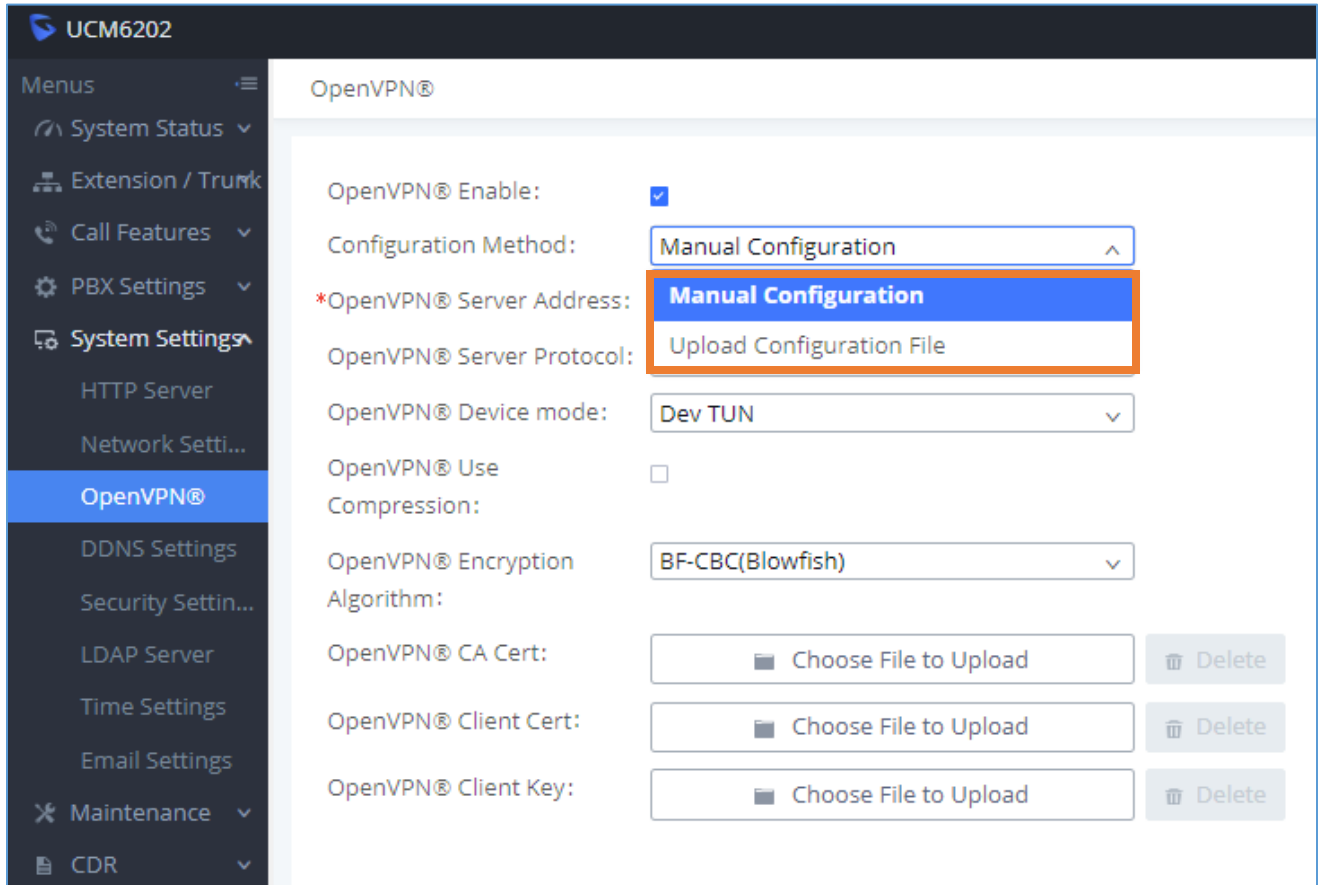 UCM6202
Menus
System Status
Extension / Trunk
Call Features
PBX Settings
System Settings
HTTP Server
Network Setti...
OpenVPN®
DDNS Settings
Security Settin...
LDAP Server
Time Settings
Email Settings
Maintenance
CDR
OpenVPN®
OpenVPN® Enable:
Configuration Method: Manual Configuration
Manual Configuration
Upload Configuration File
*OpenVPN® Server Address:
OpenVPN® Server Protocol:
OpenVPN® Device mode: Dev TUN
OpenVPN® Use
Compression:
OpenVPN® Encryption BF-CBC(Blowfish)
Algorithm:
OpenVPN® CA Cert: Choose File to Upload Delete
OpenVPN® Client Cert: Choose File to Upload Delete
OpenVPN® Client Key: Choose File to Upload Delete